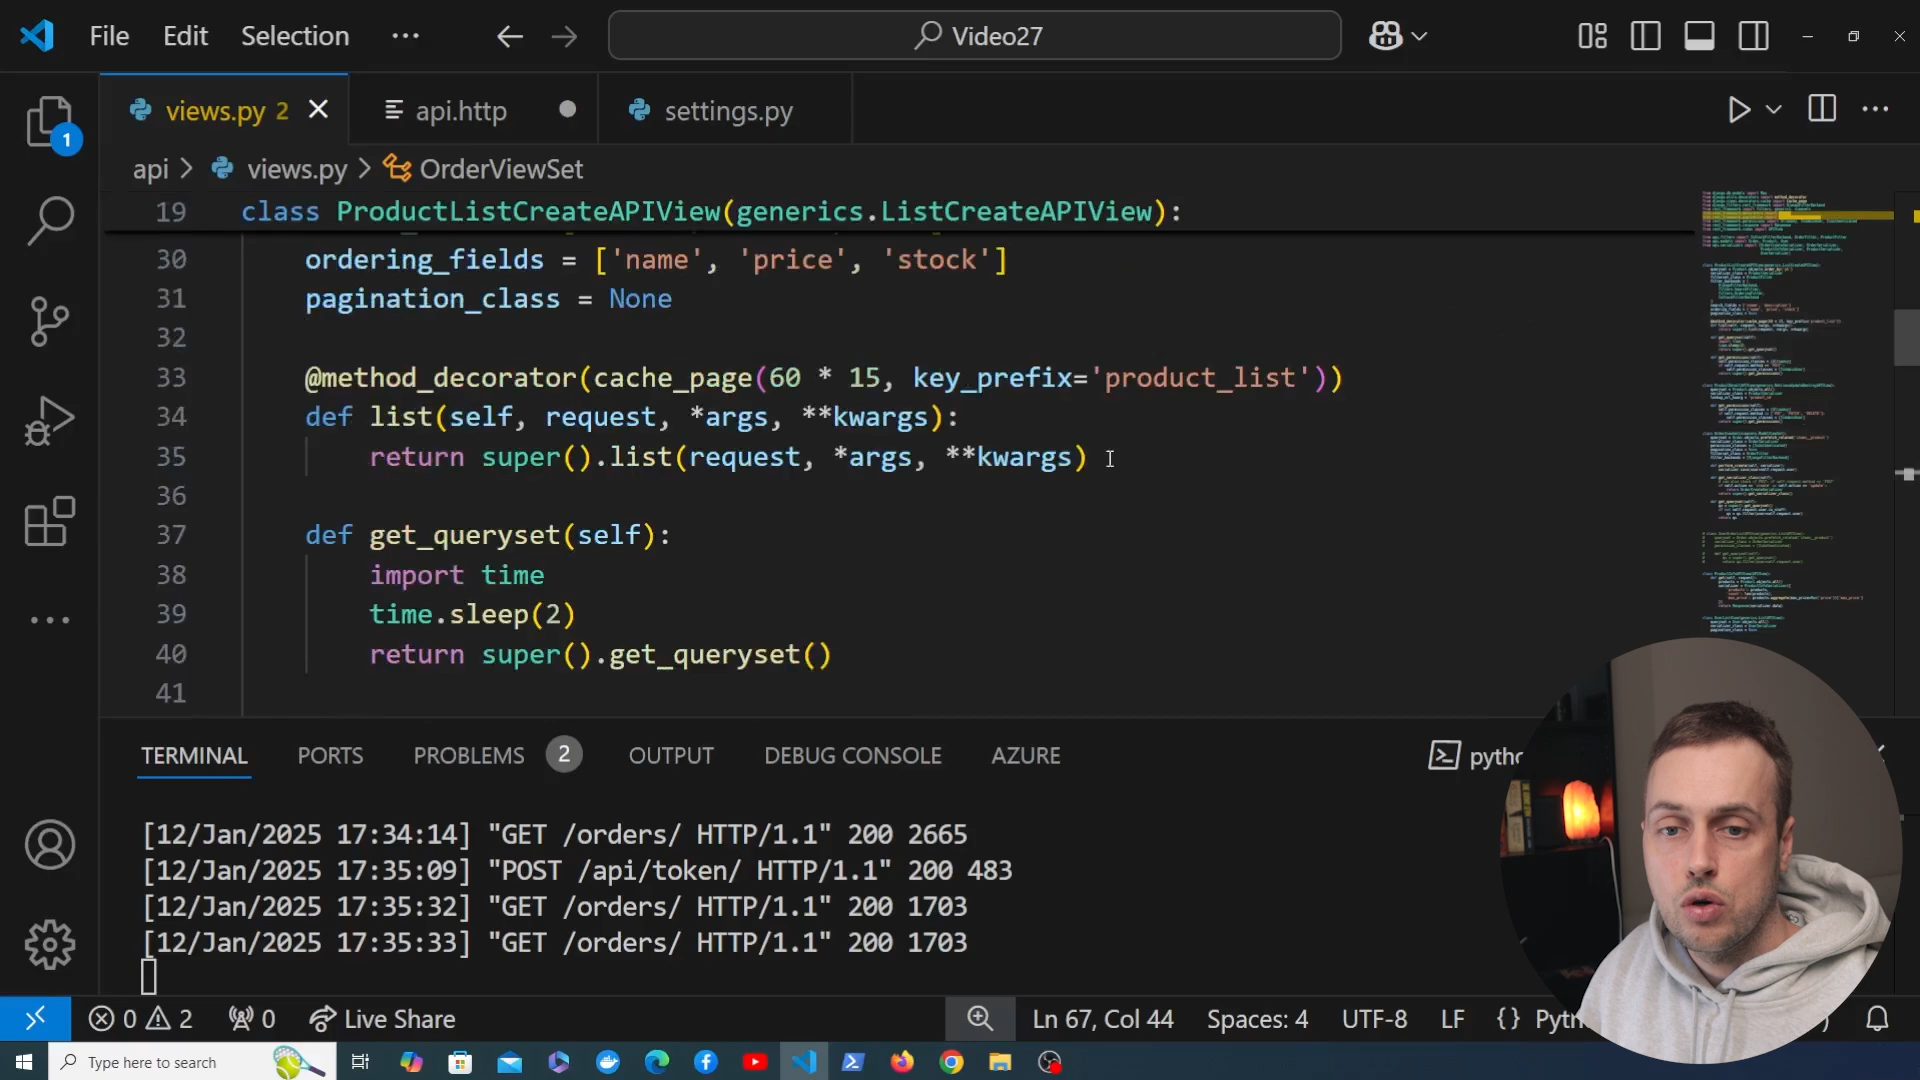 File Edit Selection ··· Video27
views.py 2 api.http settings.py
api > views.py > OrderViewSet
19 class ProductListCreateAPIView(generics.ListCreateAPIView):
30 ordering_fields = ['name', 'price', 'stock']
31 pagination_class = None
32
33 @method_decorator(cache_page(60 * 15, key_prefix='product_list'))
34 def list(self, request, *args, **kwargs):
35 return super().list(request, *args, **kwargs)
36
37 def get_queryset(self):
38 import time
39 time.sleep(2)
40 return super().get_queryset()
41
1
TERMINAL PORTS PROBLEMS 2 OUTPUT DEBUG CONSOLE AZURE
[12/Jan/2025 17:34:14] "GET /orders/ HTTP/1.1" 200 2665
[12/Jan/2025 17:35:09] "POST /api/token/ HTTP/1.1" 200 483
[12/Jan/2025 17:35:32] "GET /orders/ HTTP/1.1" 200 1703
[12/Jan/2025 17:35:33] "GET /orders/ HTTP/1.1" 200 1703
0 2 0 Live Share Ln 67, Col 44 Spaces: 4 UTF-8 LF {}
Type here to search